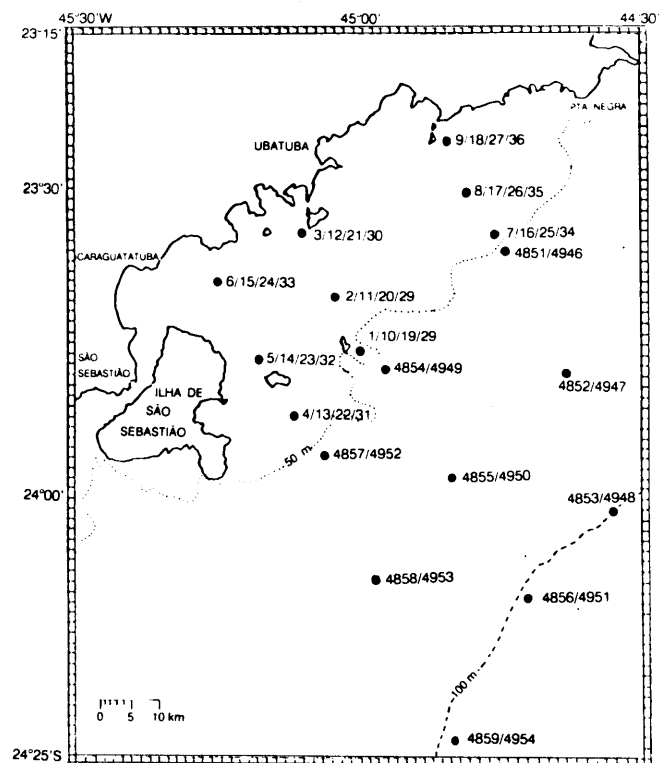 45°30'W
45°00'
44°30'
23°15'
PTA NEGRA
9/18/27/36
UBATUBA
23°30'
8/17/26/35
3/12/21/30
7/16/25/34
4851/4946
CARAGUATATUBA
6/15/24/33
2/11/20/29
1/10/19/29
SÃO
SEBASTIÃO
5/14/23/32
4854/4949
4852/4947
ILHA DE
SÃO
SEBASTIÃO
4/13/22/31
50 m.
4857/4952
4855/4950
24°00'
4853/4948
4858/4953
4856/4951
100 m
0 5 10 km
4859/4954
24°25'S